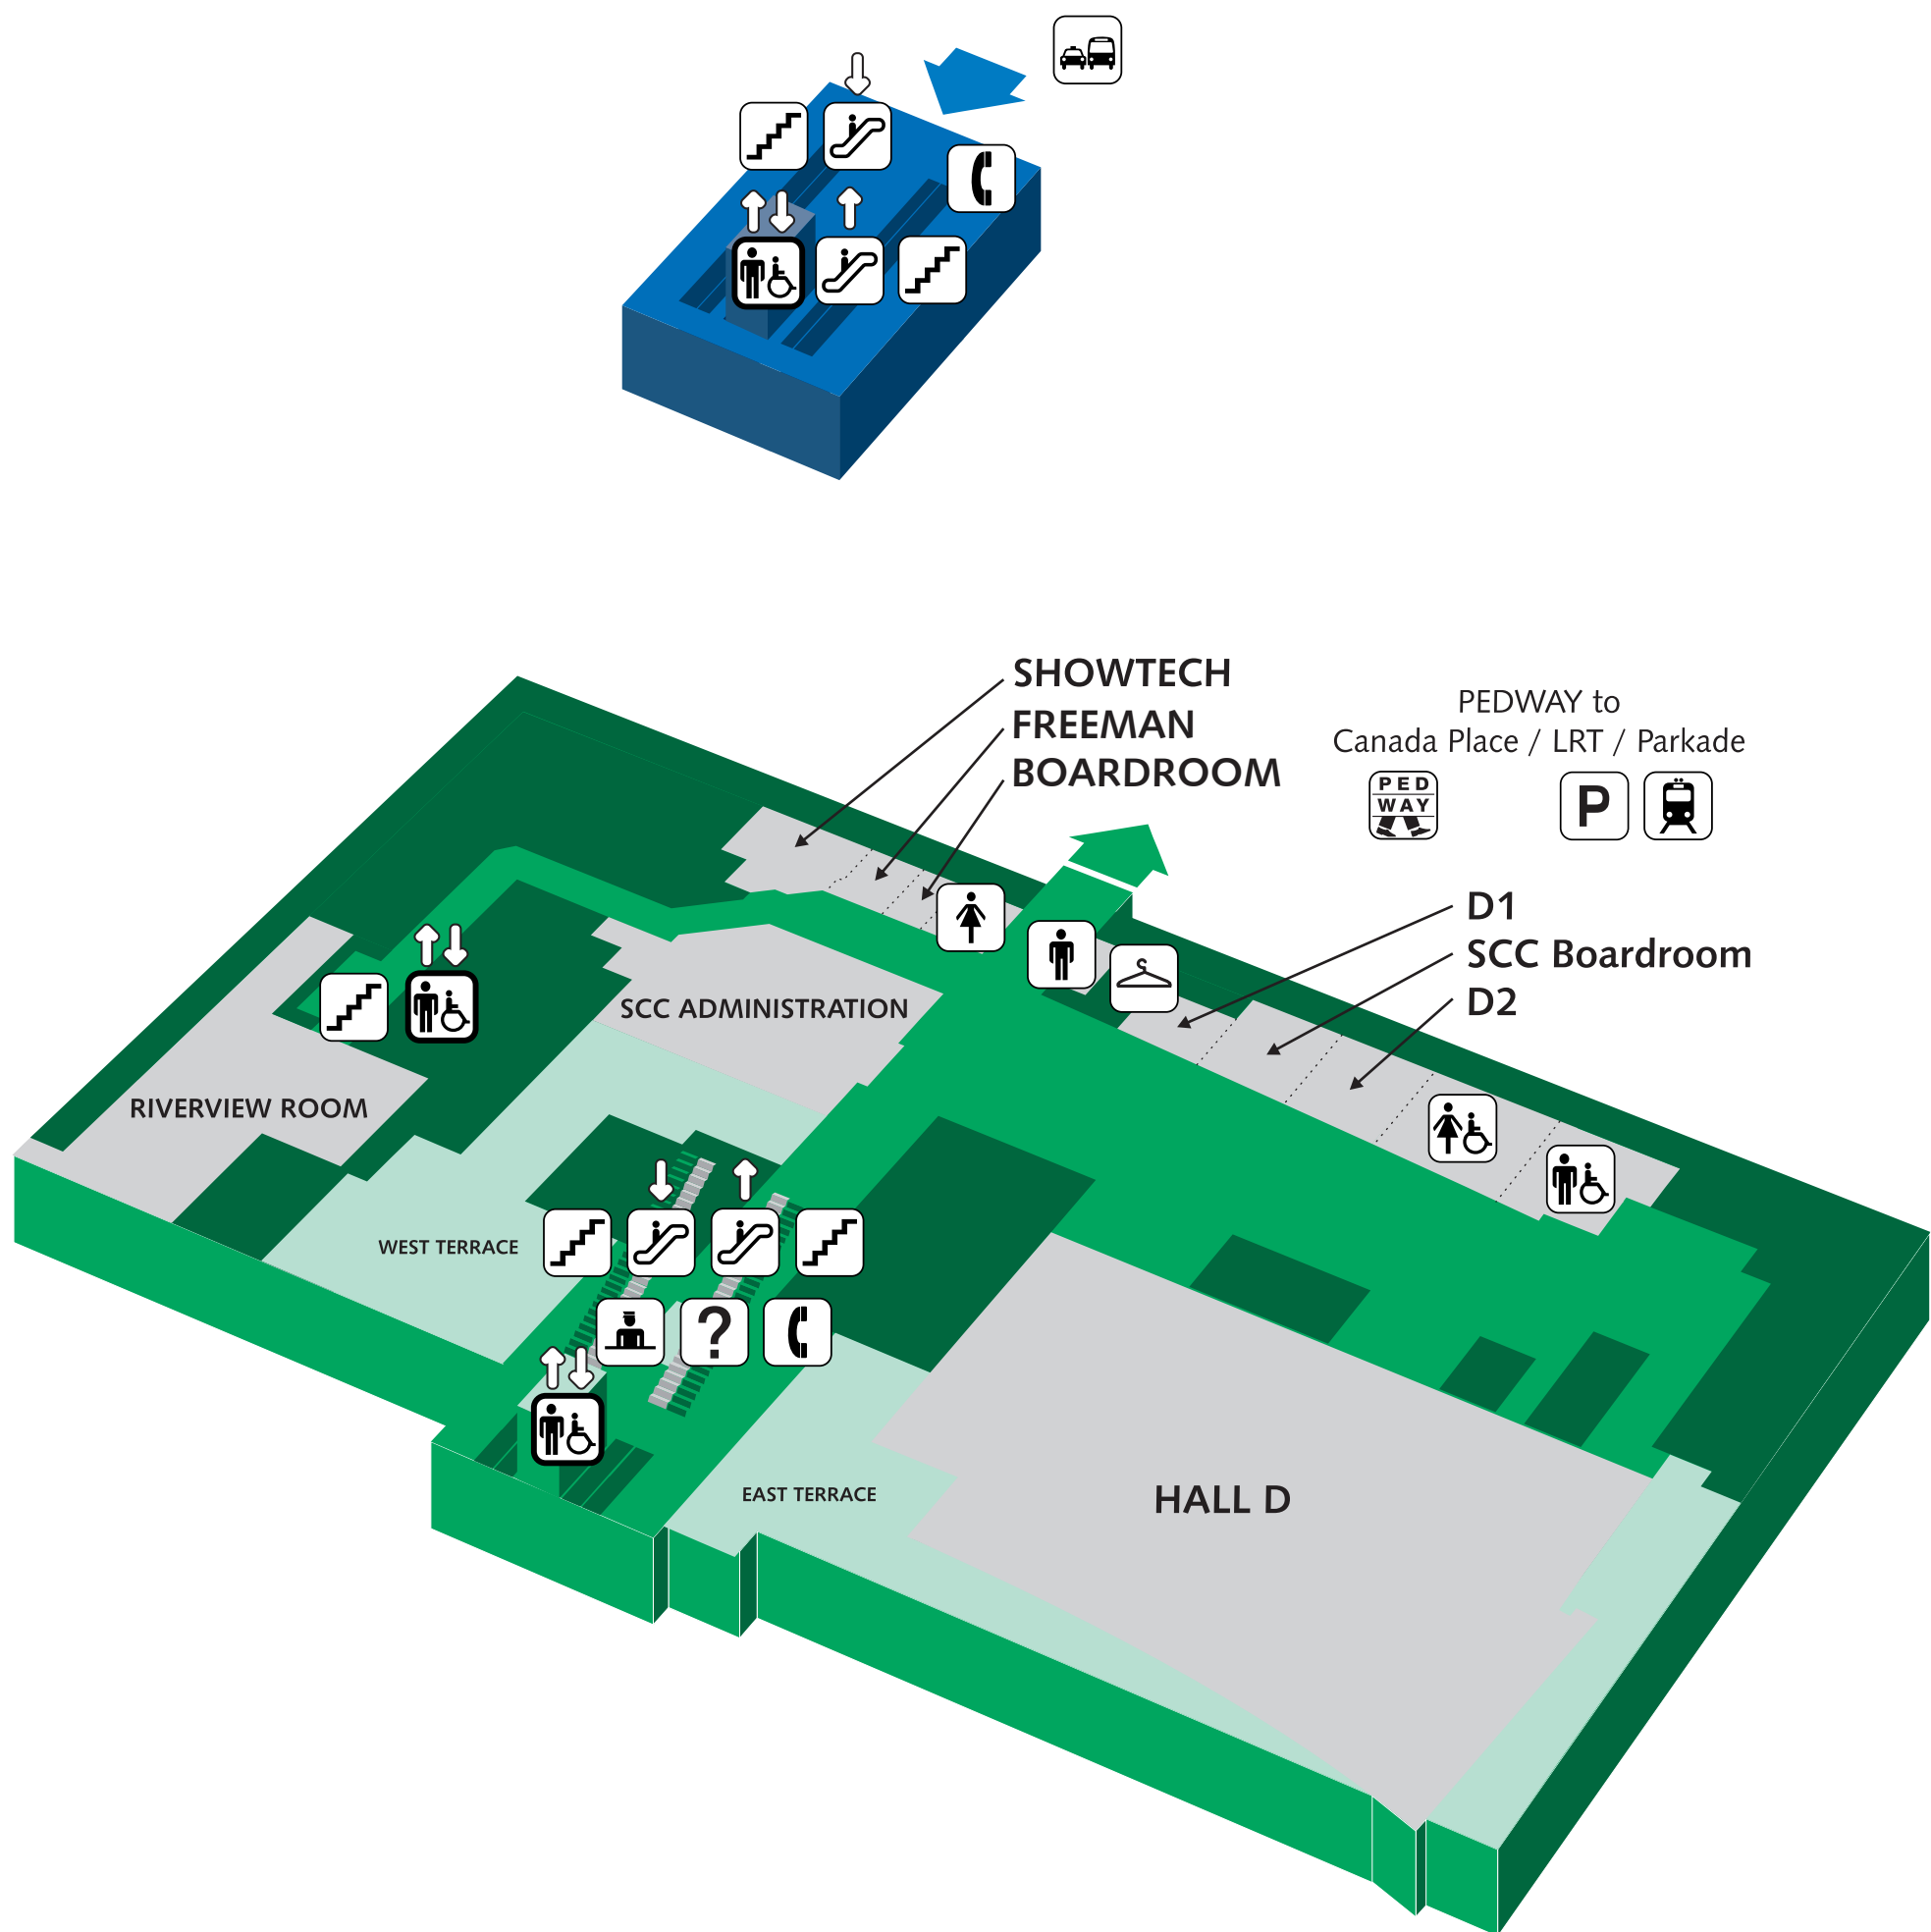 SHOWTECH
FREEMAN
BOARDROOM
PEDWAY to
Canada Place / LRT / Parkade
PED
WAY
P
D1
SCC Boardroom
D2
SCC ADMINISTRATION
RIVERVIEW ROOM
WEST TERRACE
?
EAST TERRACE
HALL D